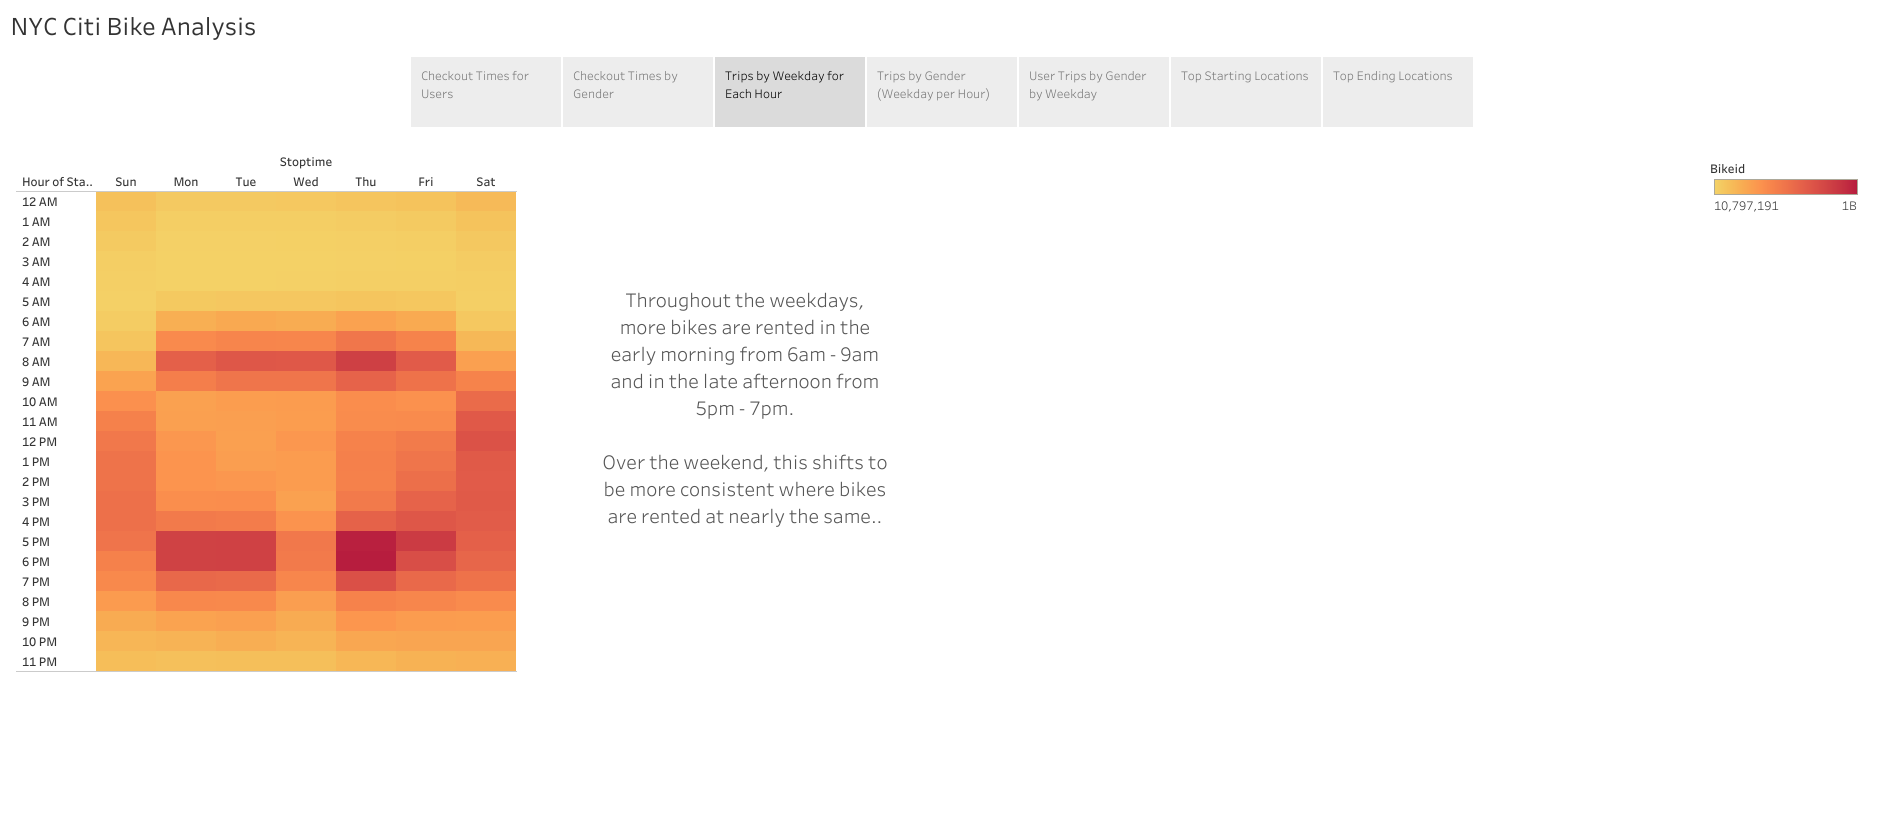 NYC Citi Bike Analysis
Checkout Times for
Users
Checkout Times by
Gender
Trips by Weekday for
Each Hour
Trips by Gender
(Weekday per Hour)
User Trips by Gender
by Weekday
Top Starting Locations
Top Ending Locations
Stoptime
Hour of Sta.. Sun Mon Tue Wed Thu Fri Sat
12 AM
1 AM
2 AM
3 AM
4 AM
5 AM
6 AM
7 AM
8 AM
9 AM
10 AM
11 AM
12 PM
1 PM
2 PM
3 PM
4 PM
5 PM
6 PM
7 PM
8 PM
9 PM
10 PM
11 PM
Throughout the weekdays,
more bikes are rented in the
early morning from 6am - 9am
and in the late afternoon from
5pm - 7pm.
Over the weekend, this shifts to
be more consistent where bikes
are rented at nearly the same..
Bikeid
10,797,191 1B